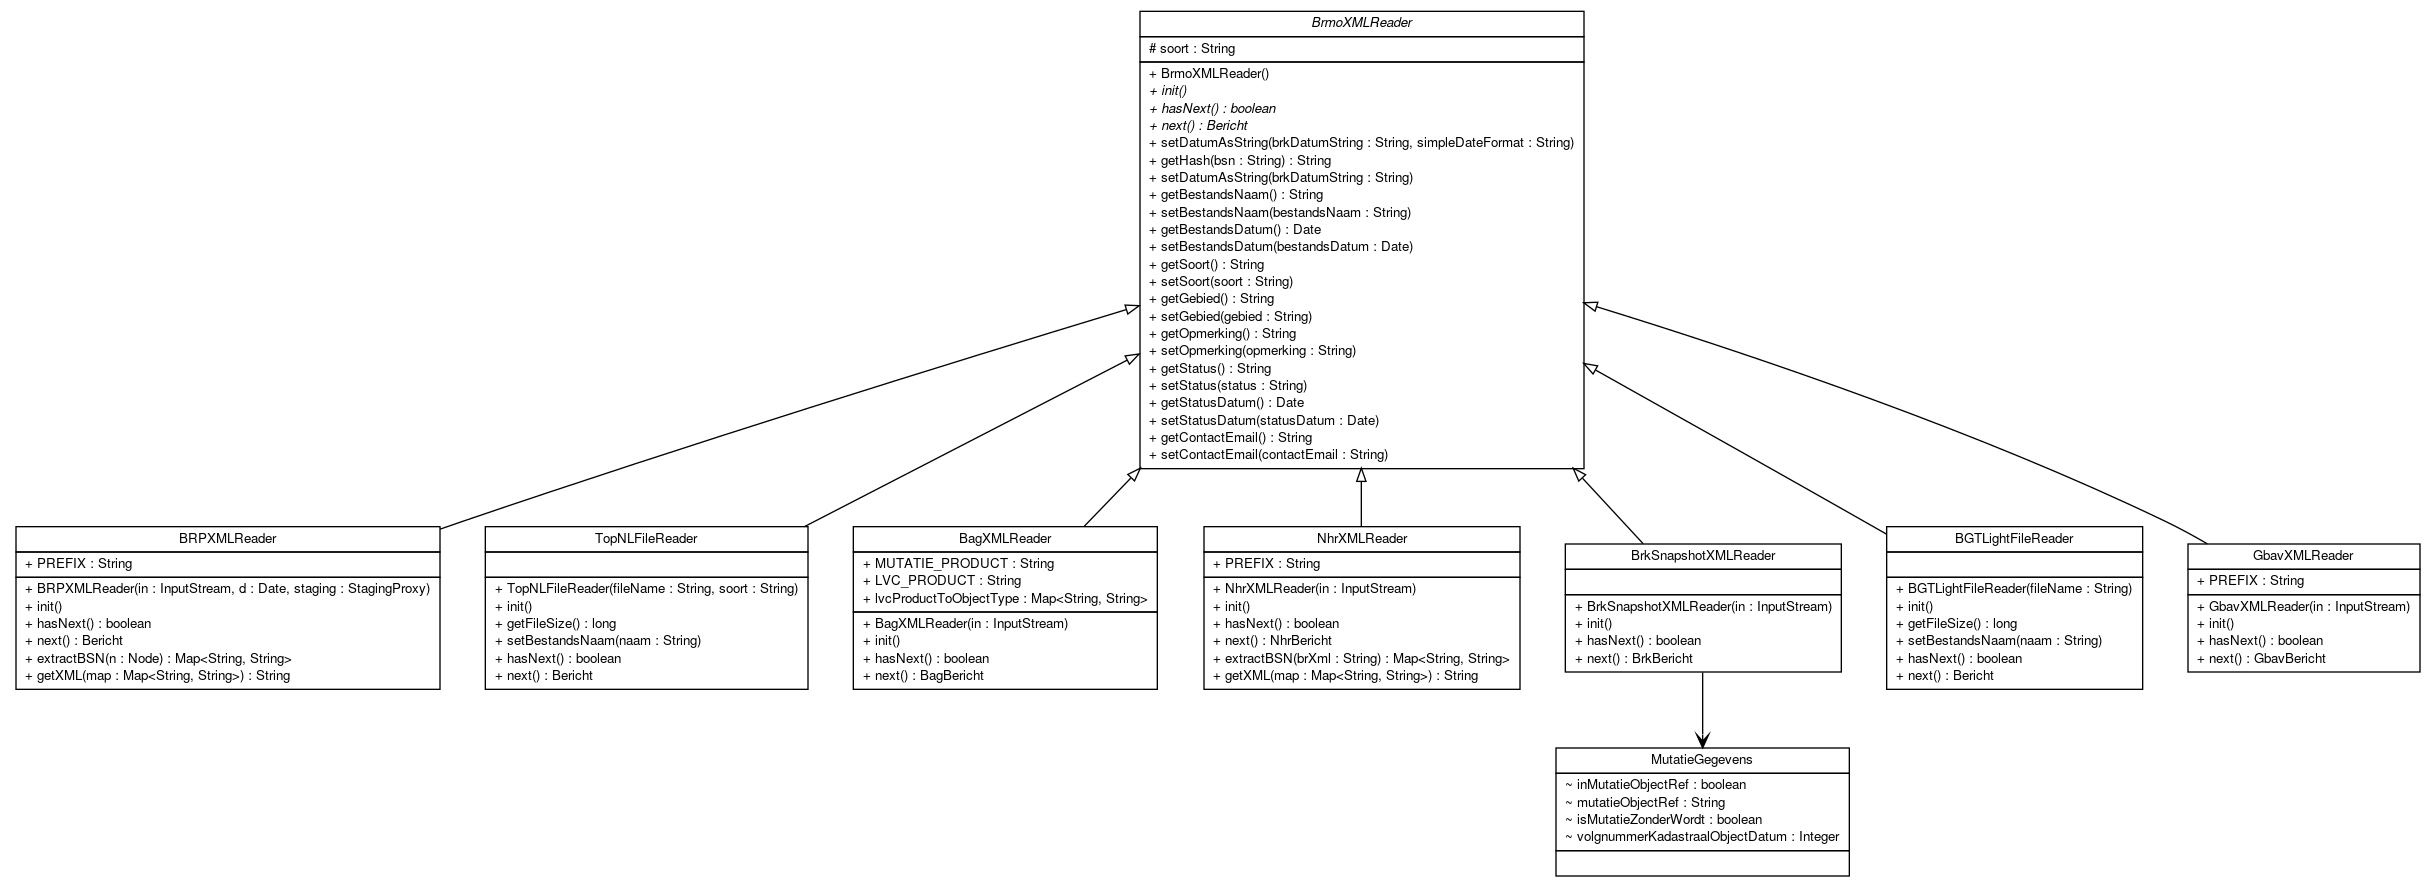 BrmoXMLReader
# soort : String
+ BrmoXMLReader()
+ init()
+ hasNext() : boolean
+ next() : Bericht
+ setDatumAsString(brkDatumString : String, simpleDateFormat : String)
+ getHash(bsn : String) : String
+ setDatumAsString(brkDatumString : String)
+ getBestandsNaam() : String
+ setBestandsNaam(bestandsNaam : String)
+ getBestandsDatum() : Date
+ setBestandsDatum(bestandsDatum : Date)
+ getSoort() : String
+ setSoort(soort : String)
+ getGebied() : String
+ setGebied(gebied : String)
+ getOpmerking() : String
+ setOpmerking(opmerking : String)
+ getStatus() : String
+ setStatus(status : String)
+ getStatusDatum() : Date
+ setStatusDatum(statusDatum : Date)
+ getContactEmail() : String
+ setContactEmail(contactEmail : String)
BRPXMLReader
+ PREFIX : String
+ BRPXMLReader(in : InputStream, d : Date, staging : StagingProxy)
+ init()
+ hasNext() : boolean
+ next() : Bericht
+ extractBSN(n : Node) : Map<String, String>
+ getXML(map : Map<String, String>) : String
TopNLFileReader
+ TopNLFileReader(fileName : String, soort : String)
+ init()
+ getFileSize() : long
+ setBestandsNaam(naam : String)
+ hasNext() : boolean
+ next() : Bericht
BagXMLReader
+ MUTATIE_PRODUCT : String
+ LVC_PRODUCT : String
+ lvcProductToObjectType : Map<String, String>
+ BagXMLReader(in : InputStream)
+ init()
+ hasNext() : boolean
+ next() : BagBericht
NhrXMLReader
+ PREFIX : String
+ NhrXMLReader(in : InputStream)
+ init()
+ hasNext() : boolean
+ next() : NhrBericht
+ extractBSN(brXml : String) : Map<String, String>
+ getXML(map : Map<String, String>) : String
BrkSnapshotXMLReader
+ BrkSnapshotXMLReader(in : InputStream)
+ init()
+ hasNext() : boolean
+ next() : BrkBericht
BGTLightFileReader
+ BGTLightFileReader(fileName : String)
+ init()
+ getFileSize() : long
+ setBestandsNaam(naam : String)
+ hasNext() : boolean
+ next() : Bericht
GbavXMLReader
+ PREFIX : String
+ GbavXMLReader(in : InputStream)
+ init()
+ hasNext() : boolean
+ next() : GbavBericht
MutatieGegevens
~ inMutatieObjectRef : boolean
~ mutatieObjectRef : String
~ isMutatieZonderWordt : boolean
~ volgnummerKadastraalObjectDatum : Integer